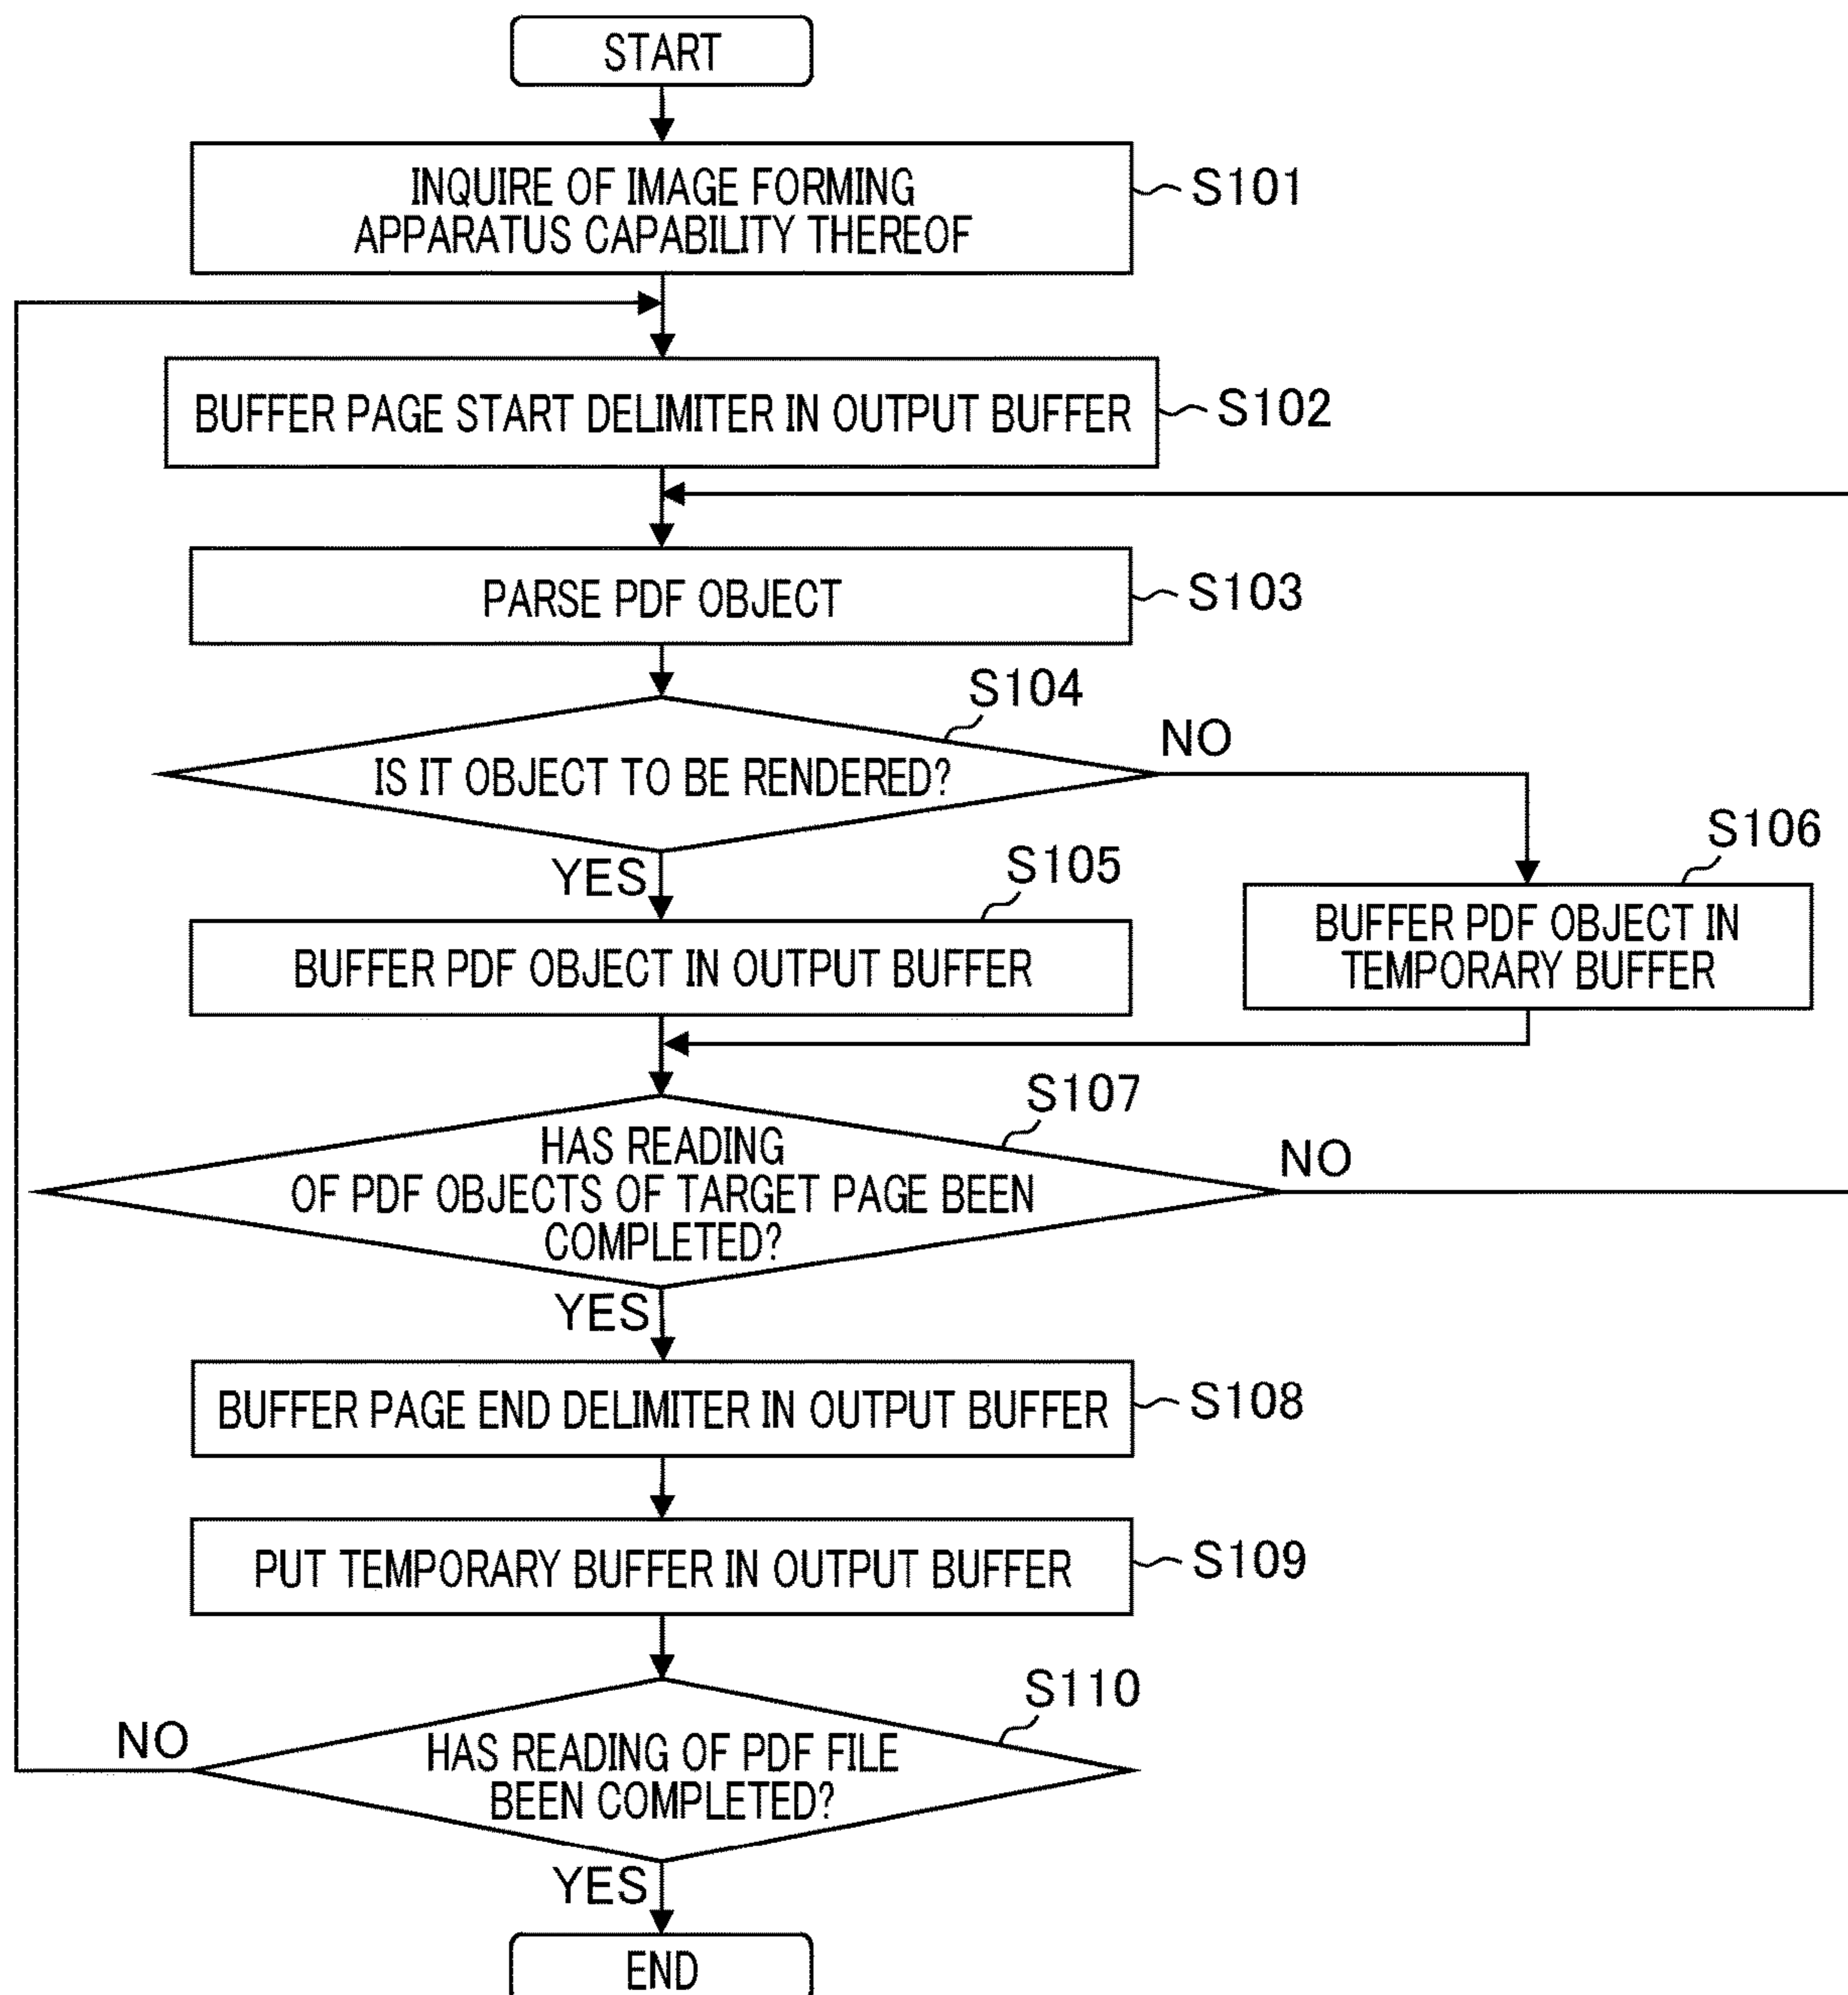 START
INQUIRE OF IMAGE FORMING
APPARATUS CAPABILITY THEREOF
S101
BUFFER PAGE START DELIMITER IN OUTPUT BUFFER
S102
PARSE PDF OBJECT
S103
S104
IS IT OBJECT TO BE RENDERED?
NO
YES
S105
BUFFER PDF OBJECT IN OUTPUT BUFFER
S106
BUFFER PDF OBJECT IN
TEMPORARY BUFFER
S107
HAS READING
OF PDF OBJECTS OF TARGET PAGE BEEN
COMPLETED?
NO
YES
BUFFER PAGE END DELIMITER IN OUTPUT BUFFER
S108
PUT TEMPORARY BUFFER IN OUTPUT BUFFER
S109
S110
HAS READING OF PDF FILE
BEEN COMPLETED?
NO
YES
END